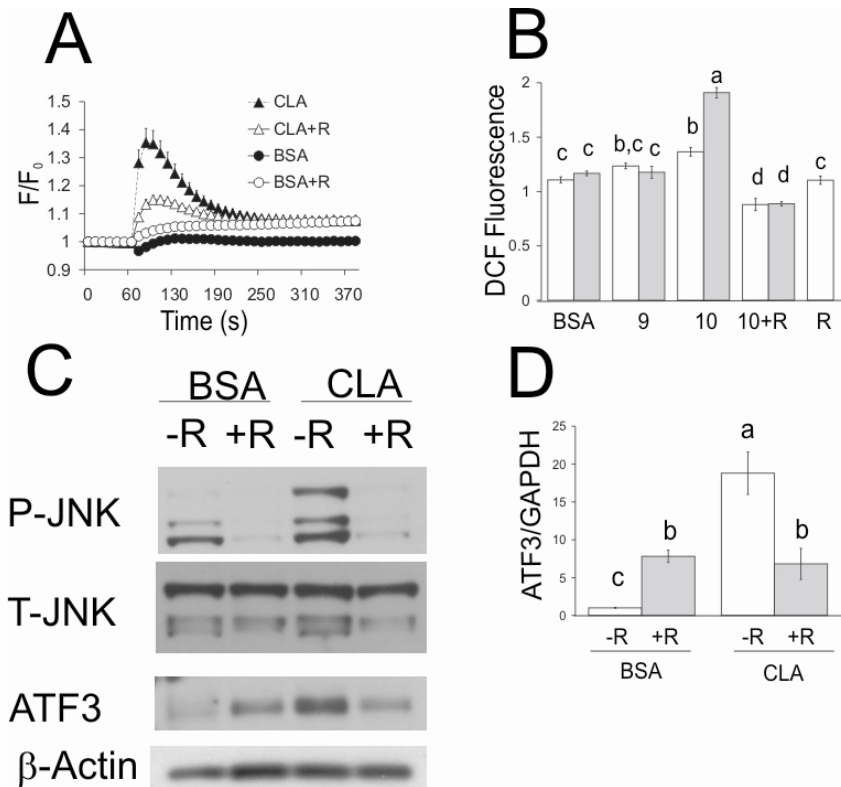 A
1.5
1.4
1.3
1.2
1.1
1
0.9
F/F0
CLA
CLA+R
BSA
BSA+R
0 60 130 190 250 310 370
Time (s)
B
DCF Fluorescence
2
1.5
1
0.5
0
c c b,c c b a d d c
BSA 9 10 10+R R
C
BSA CLA
-R +R -R +R
P-JNK
T-JNK
ATF3
β-Actin
D
ATF3/GAPDH
25
20
15
10
5
0
c b a b
-R +R -R +R
BSA CLA